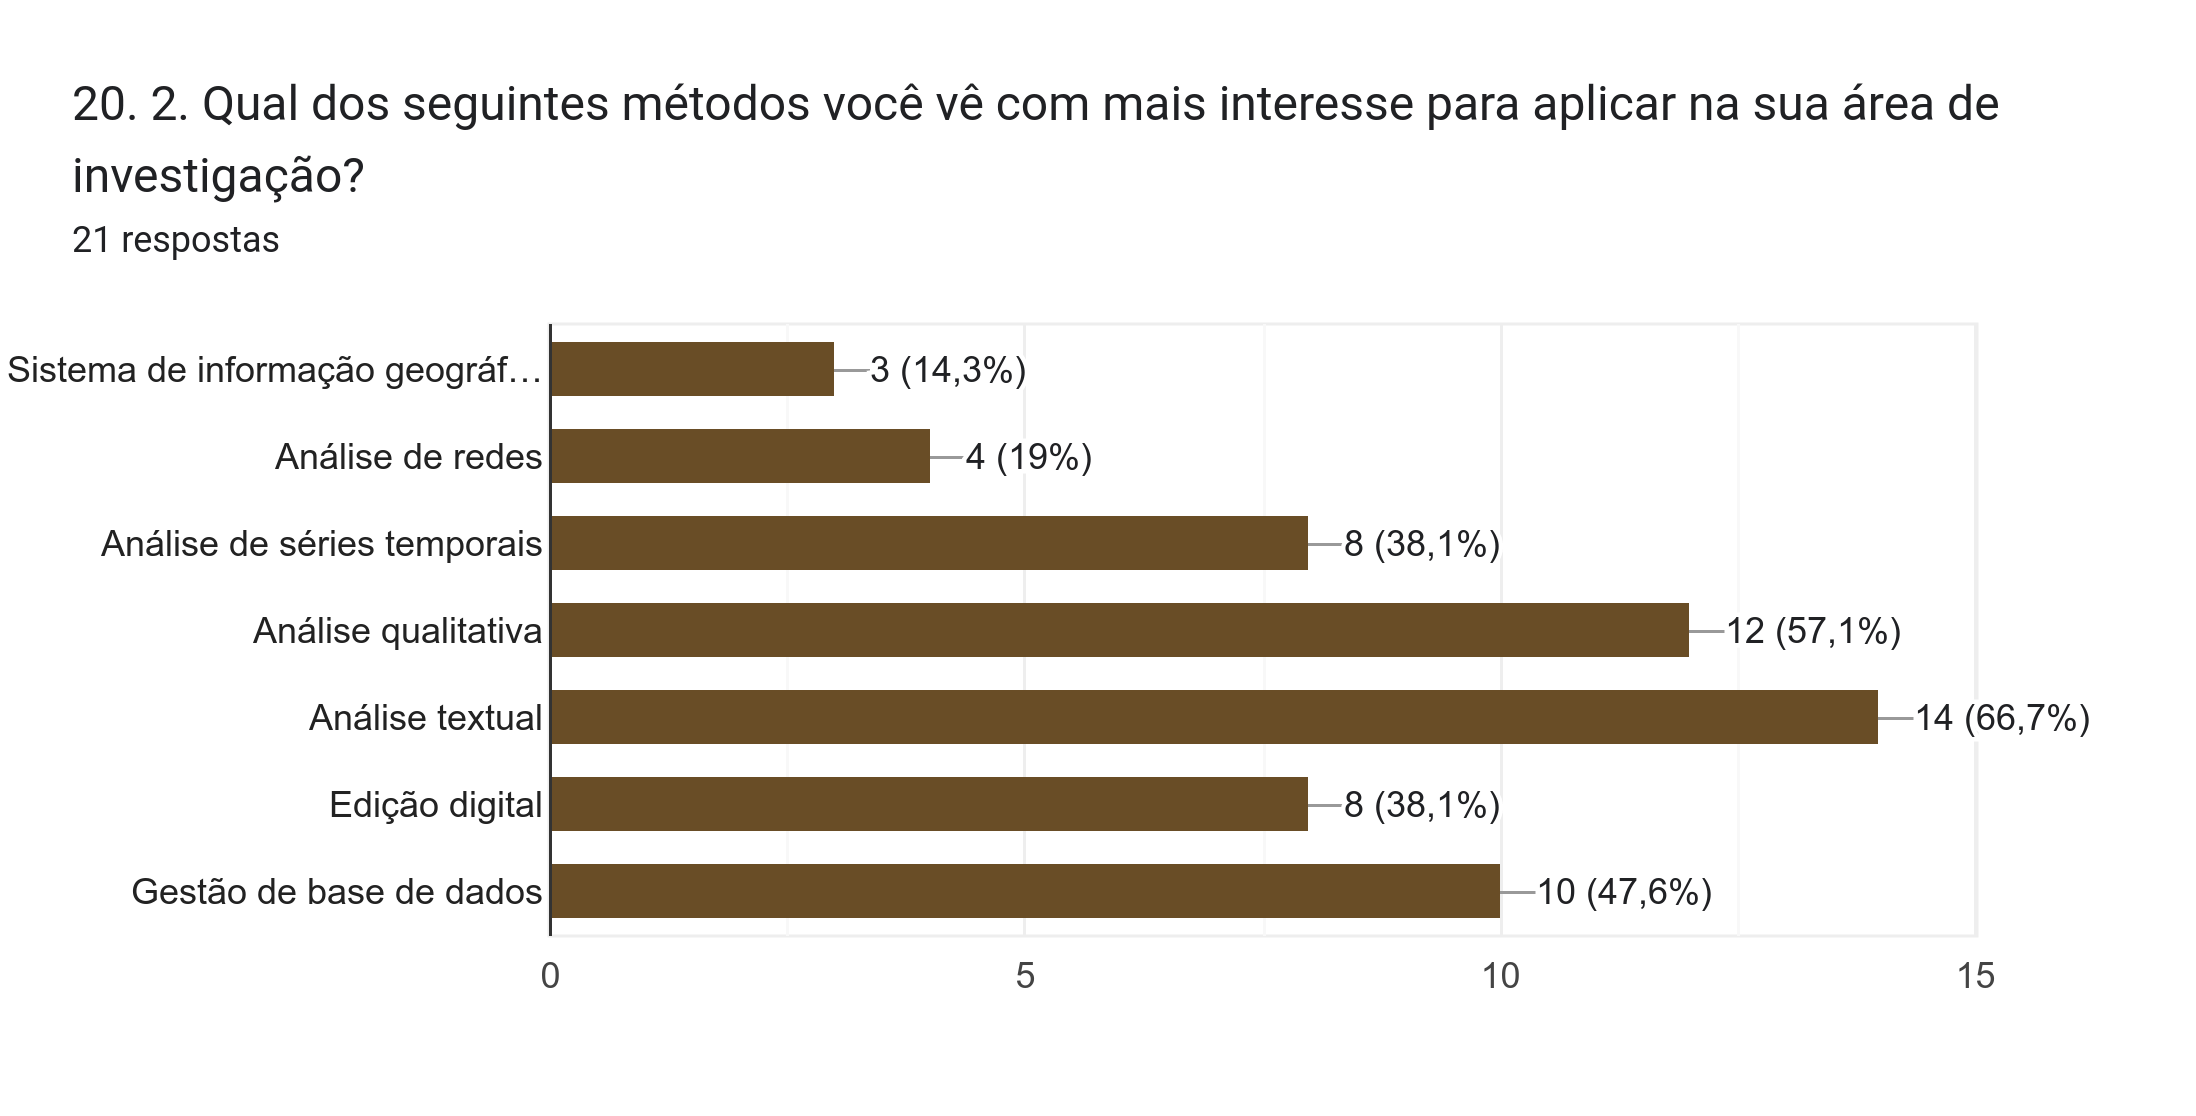 20. 2. Qual dos seguintes métodos você vê com mais interesse para aplicar na sua área de
investigação?
21 respostas
Sistema de informação geográf…
3 (14,3%)
Análise de redes
4 (19%)
Análise de séries temporais
8 (38,1%)
Análise qualitativa
12 (57,1%)
Análise textual
14 (66,7%)
Edição digital
8 (38,1%)
Gestão de base de dados
10 (47,6%)
0 5 10 15